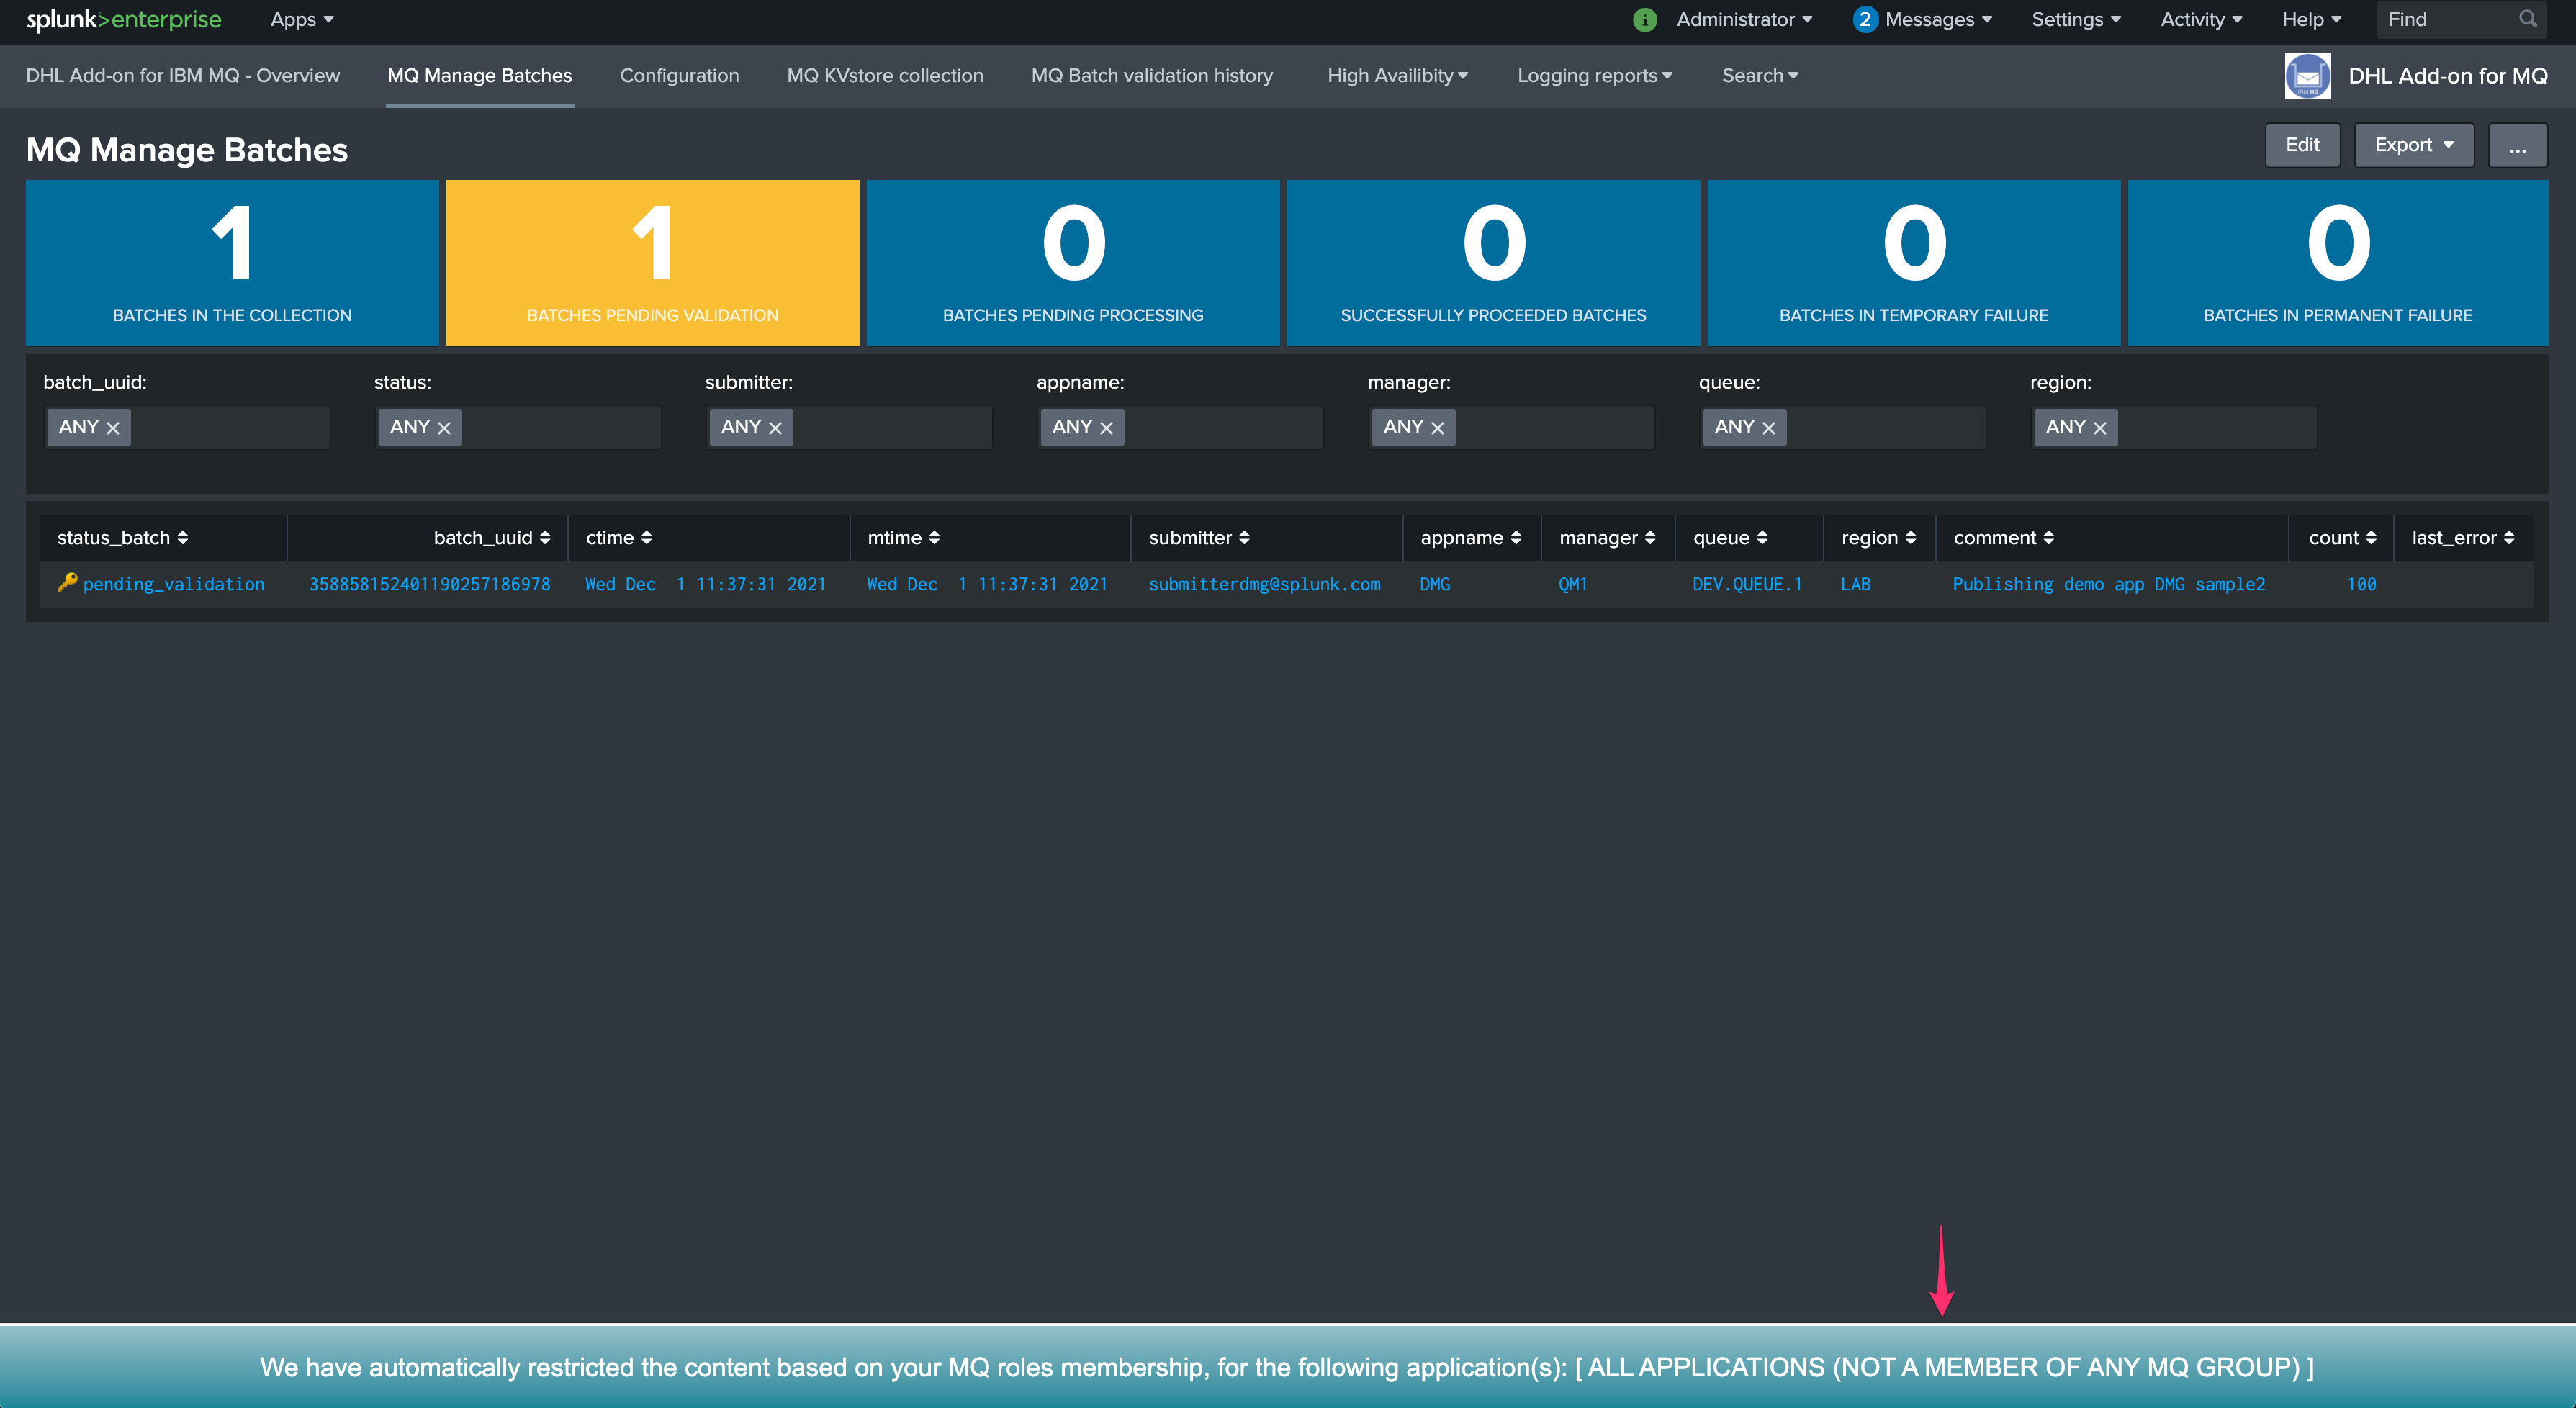 splunk>enterprise Apps Administrator 2 Messages Settings Activity Help Find
DHL Add-on for IBM MQ - Overview MQ Manage Batches Configuration MQ KVstore collection MQ Batch validation history High Availibity Logging reports Search IBM MQ DHL Add-on for MQ
MQ Manage Batches Edit Export ...
1 1 0 0 0 0
BATCHES IN THE COLLECTION BATCHES PENDING VALIDATION BATCHES PENDING PROCESSING SUCCESSFULLY PROCEEDED BATCHES BATCHES IN TEMPORARY FAILURE BATCHES IN PERMANENT FAILURE
batch_uuid: status: submitter: appname: manager: queue: region:
ANY ANY ANY ANY ANY ANY ANY
status_batch batch_uuid ctime mtime submitter appname manager queue region comment count last_error
pending_validation 358858152401190257186978 Wed Dec 1 11:37:31 2021 Wed Dec 1 11:37:31 2021 submitterdmg@splunk.com DMG QM1 DEV.QUEUE.1 LAB Publishing demo app DMG sample2 100
We have automatically restricted the content based on your MQ roles membership, for the following application(s): [ ALL APPLICATIONS (NOT A MEMBER OF ANY MQ GROUP) ]